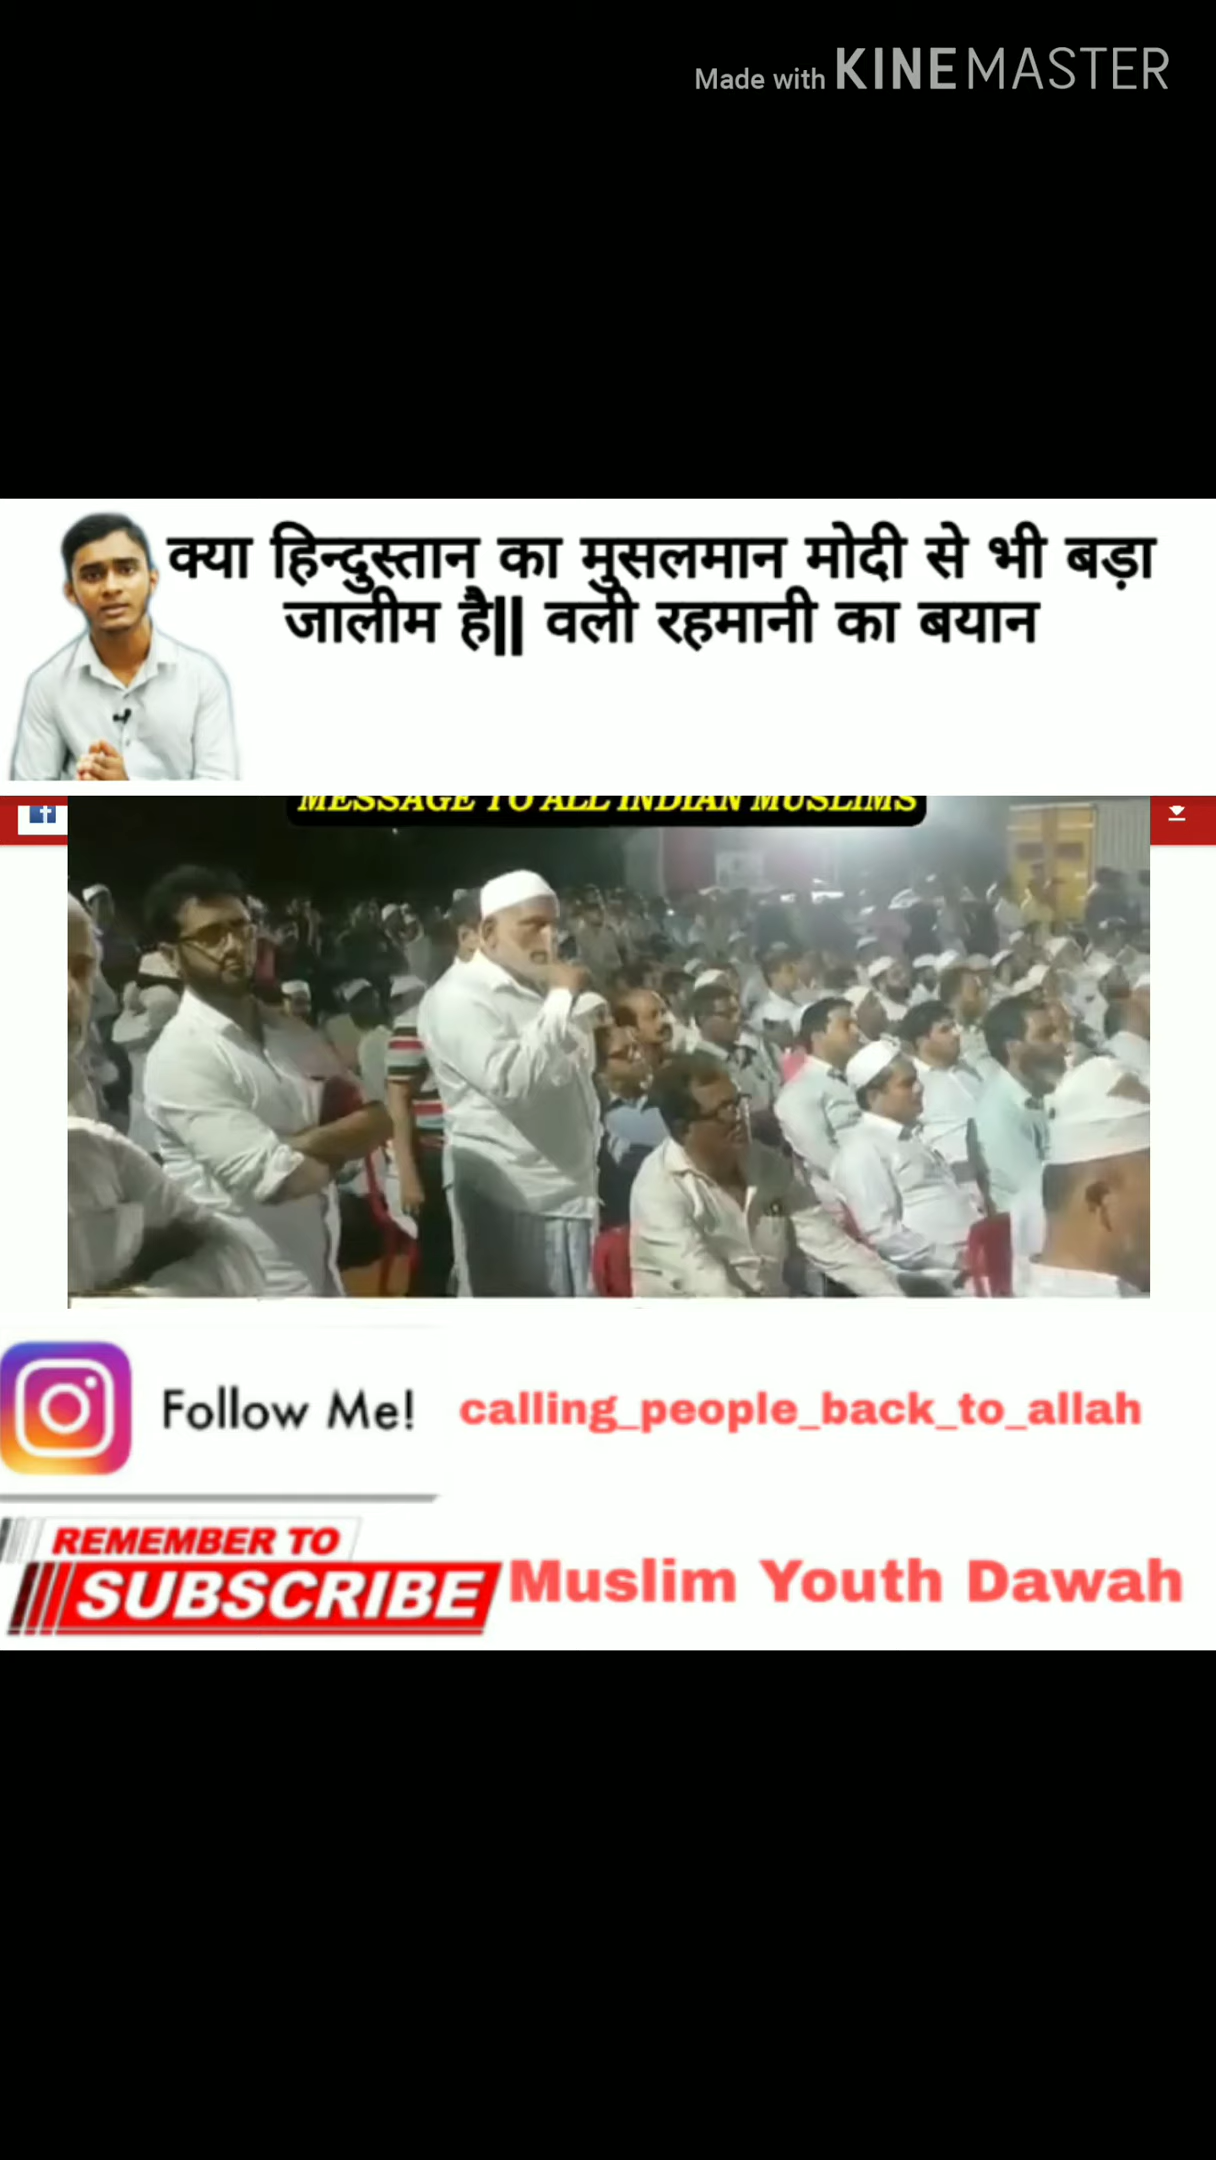 Made with KINEMASTER
क्या हिन्दुस्तान का मुसलमान मोदी से भी बड़ा
जालीम है|| वली रहमानी का बयान
MESSAGE TO ALL INDIAN MUSLIMS
Follow Me! calling_people_back_to_allah
REMEMBER TO
SUBSCRIBE Muslim Youth Dawah